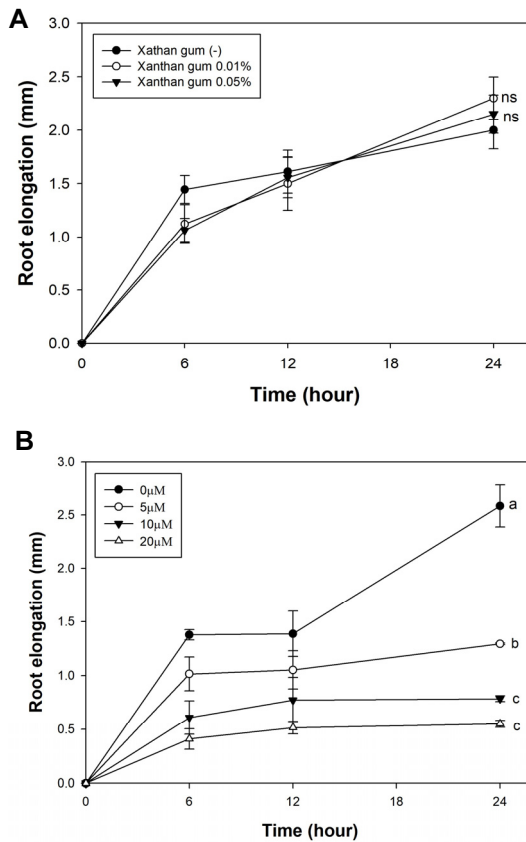 A
3.0
Xathan gum (-)
Xanthan gum 0.01%
Xanthan gum 0.05%
2.5
ns
ns
2.0
1.5
1.0
0.5
0.0
Root elongation (mm)
0 6 12 18 24
Time (hour)
B
3.0
0μM
5μM
10μM
20μM
2.5
a
2.0
1.5
b
1.0
c
0.5
c
0.0
Root elongation (mm)
0 6 12 18 24
Time (hour)